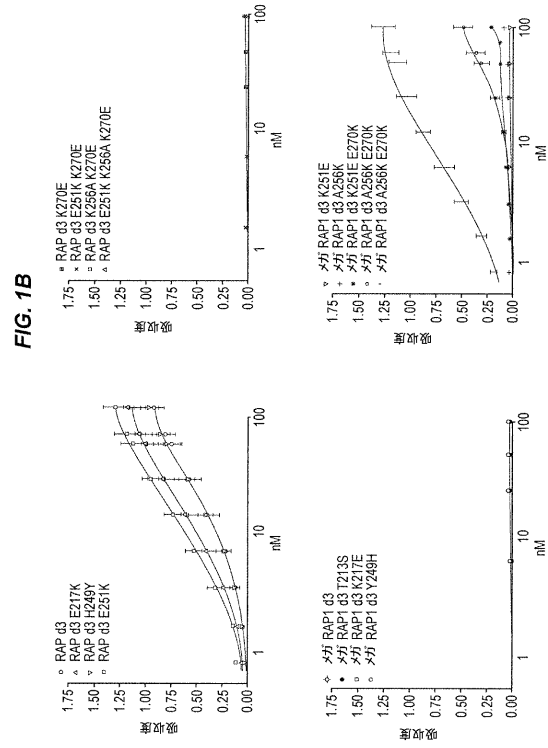 FIG. 1B
RAP d3
RAP d3 E217K
RAP d3 H249Y
RAP d3 E251K
1.75
1.50
1.25
1.00
0.75
0.50
0.25
0.00
吸収度
1 10 100
nM
RAP d3 K270E
RAP d3 E251K K270E
RAP d3 K256A K270E
RAP d3 E251K K256A K270E
1.75
1.50
1.25
1.00
0.75
0.50
0.25
0.00
吸収度
1 10 100
nM
メガ RAP1 d3
メガ RAP1 d3 T213S
メガ RAP1 d3 K217E
メガ RAP1 d3 Y249H
1.75
1.50
1.25
1.00
0.75
0.50
0.25
0.00
吸収度
1 10 100
nM
メガ RAP1 d3 K251E
メガ RAP1 d3 A256K
メガ RAP1 d3 K251E E270K
メガ RAP1 d3 A256K E270K
メガ RAP1 d3 A256K E270K
1.75
1.50
1.25
1.00
0.75
0.50
0.25
0.00
吸収度
1 10 100
nM